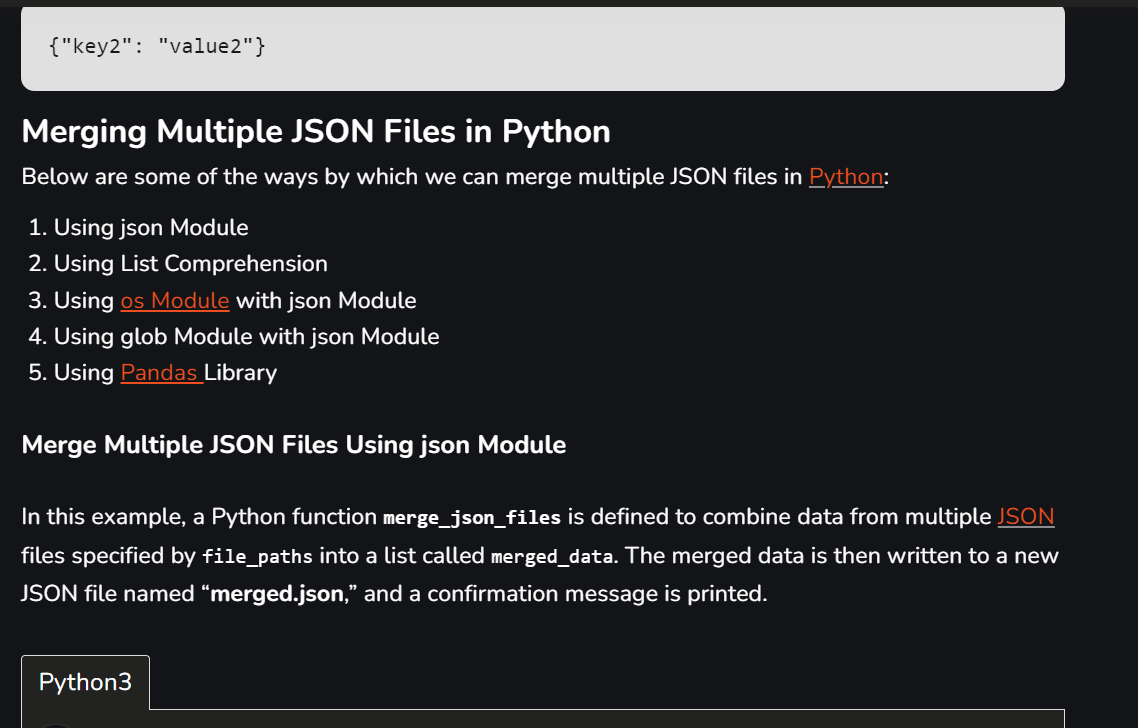 {"key2": "value2"}
Merging Multiple JSON Files in Python
Below are some of the ways by which we can merge multiple JSON files in Python:
1. Using json Module
2. Using List Comprehension
3. Using os Module with json Module
4. Using glob Module with json Module
5. Using Pandas Library
Merge Multiple JSON Files Using json Module
In this example, a Python function merge_json_files is defined to combine data from multiple JSON
files specified by file_paths into a list called merged_data. The merged data is then written to a new
JSON file named “merged.json,” and a confirmation message is printed.
Python3